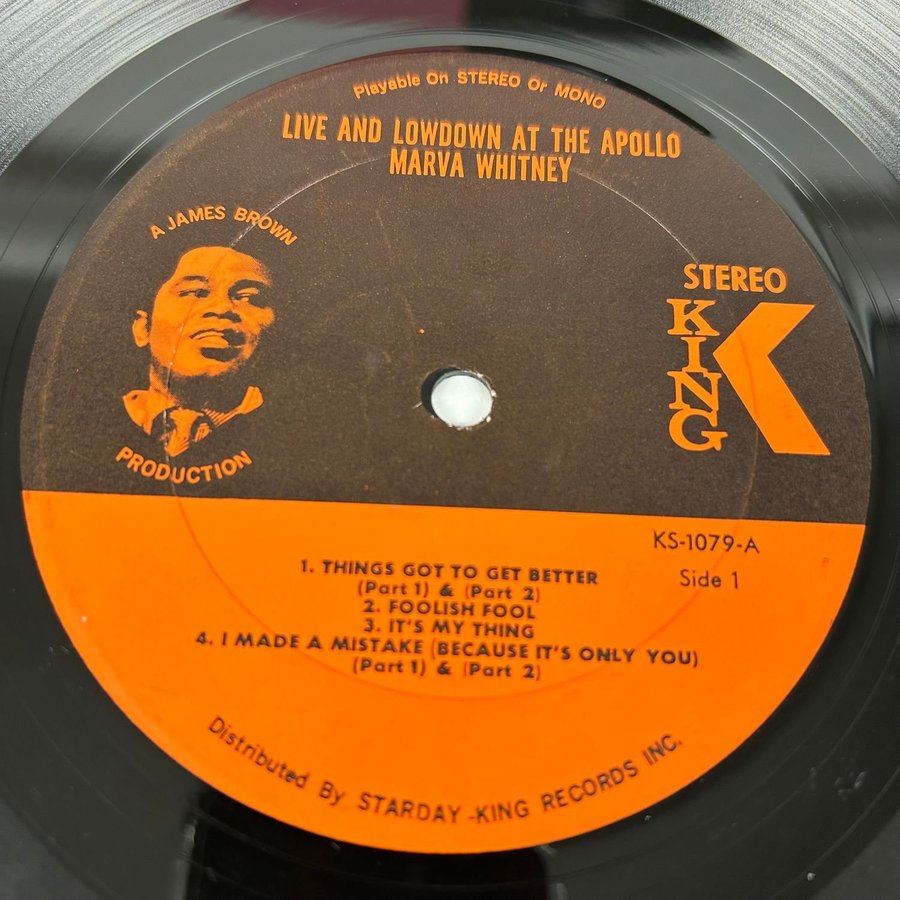 Playable On STEREO Or MONO
LIVE AND LOWDOWN AT THE APOLLO
MARVA WHITNEY
A JAMES BROWN
PRODUCTION
STEREO
KING
KS-1079-A
Side 1
1. THINGS GOT TO GET BETTER
(Part 1) & (Part 2)
2. FOOLISH FOOL
3. IT'S MY THING
4. I MADE A MISTAKE (BECAUSE IT'S ONLY YOU)
(Part 1) & (Part 2)
Distributed By STARDAY-KING RECORDS INC.